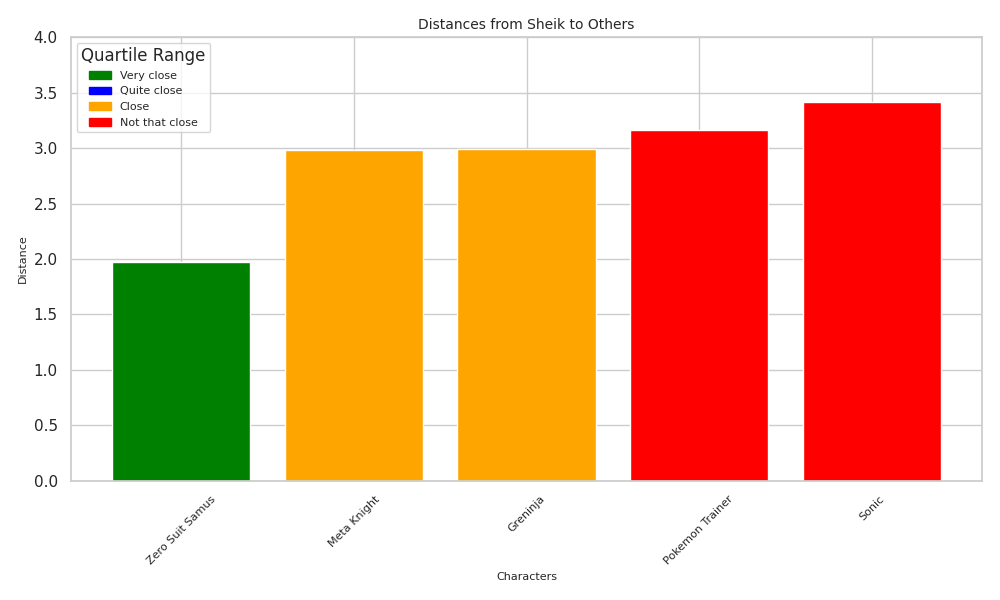 Distances from Sheik to Others
Quartile Range
Very close
Quite close
Close
Not that close
Distance
4.0
3.5
3.0
2.5
2.0
1.5
1.0
0.5
0.0
Zero Suit Samus
Meta Knight
Greninja
Pokemon Trainer
Sonic
Characters